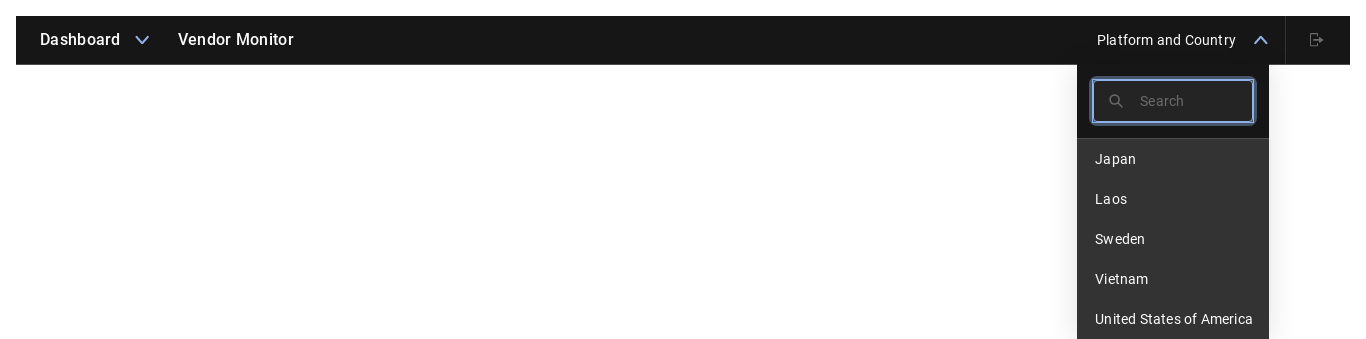 Dashboard Vendor Monitor Platform and Country
Search
Japan
Laos
Sweden
Vietnam
United States of America